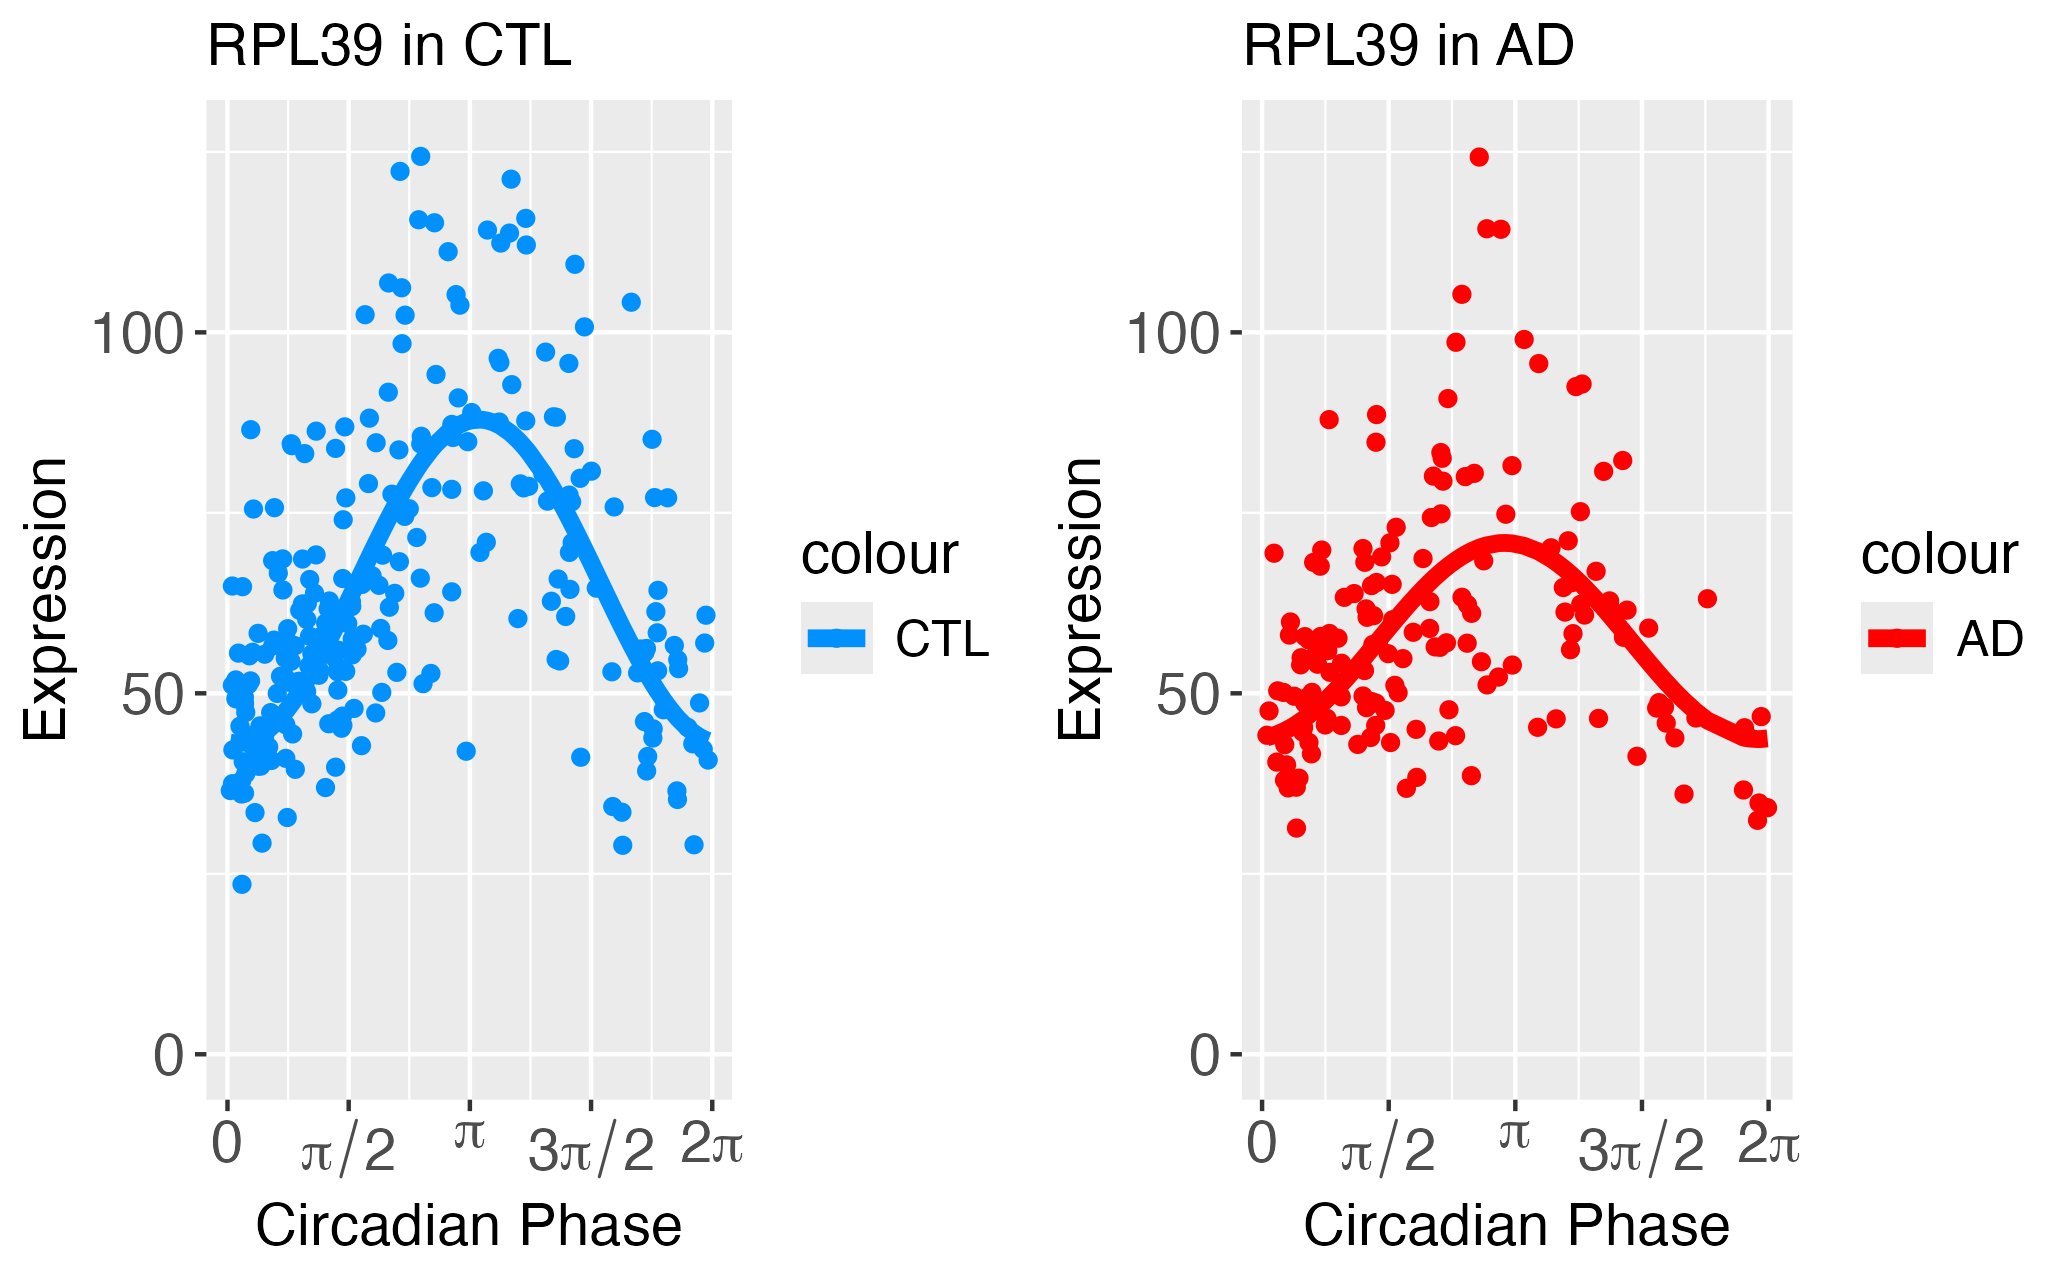 RPL39 in CTL
Expression
100
50
0
0
π/2
π
3π/2
2π
Circadian Phase
colour
CTL
RPL39 in AD
Expression
100
50
0
0
π/2
π
3π/2
2π
Circadian Phase
colour
AD